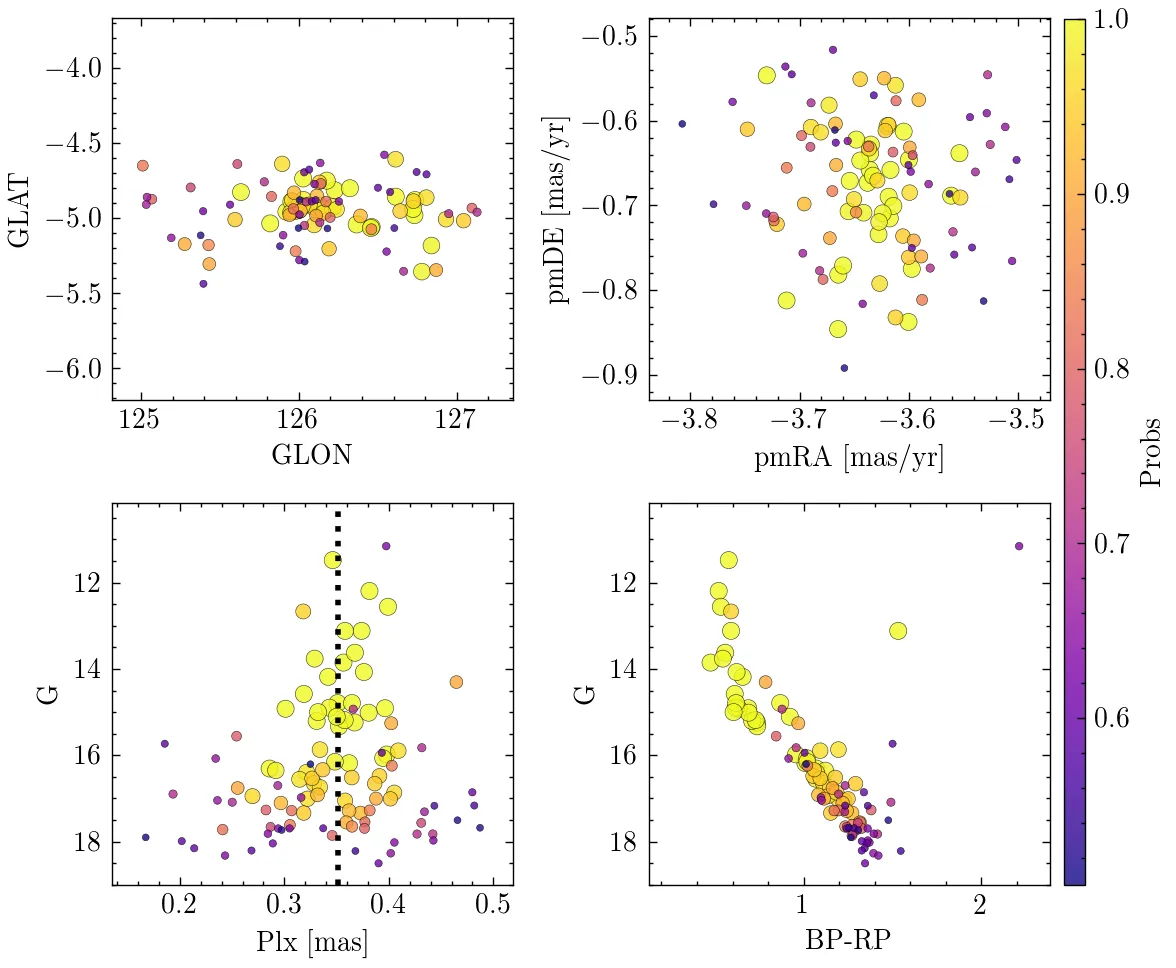 −4.0
−4.5
−5.0
−5.5
−6.0
GLAT
125 126 127
GLON
−0.5
−0.6
−0.7
−0.8
−0.9
pmDE [mas/yr]
−3.8 −3.7 −3.6 −3.5
pmRA [mas/yr]
1.0
0.9
0.8
0.7
0.6
Probs
12
14
16
18
G
0.2 0.3 0.4 0.5
Plx [mas]
12
14
16
18
G
1 2
BP-RP